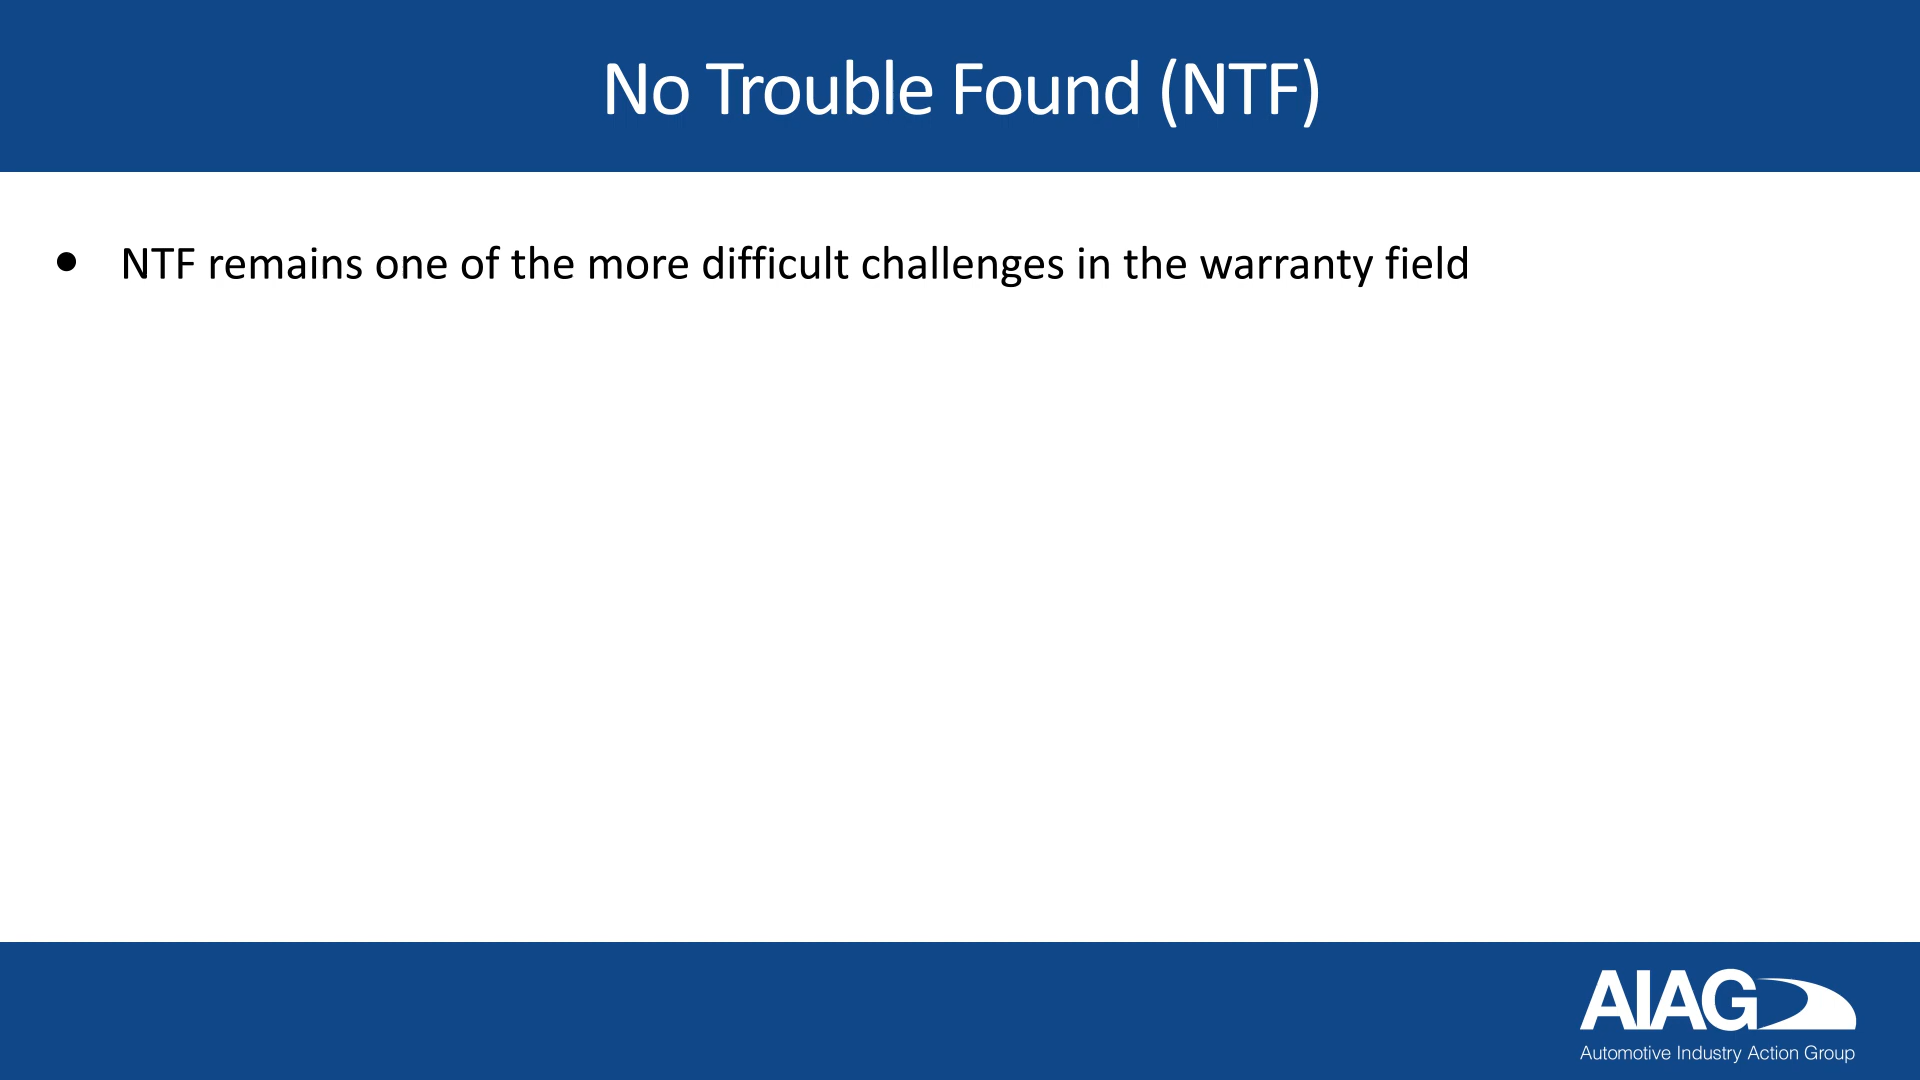 No Trouble Found (NTF)
• NTF remains one of the more difficult challenges in the warranty field
AIAG
Automotive Industry Action Group